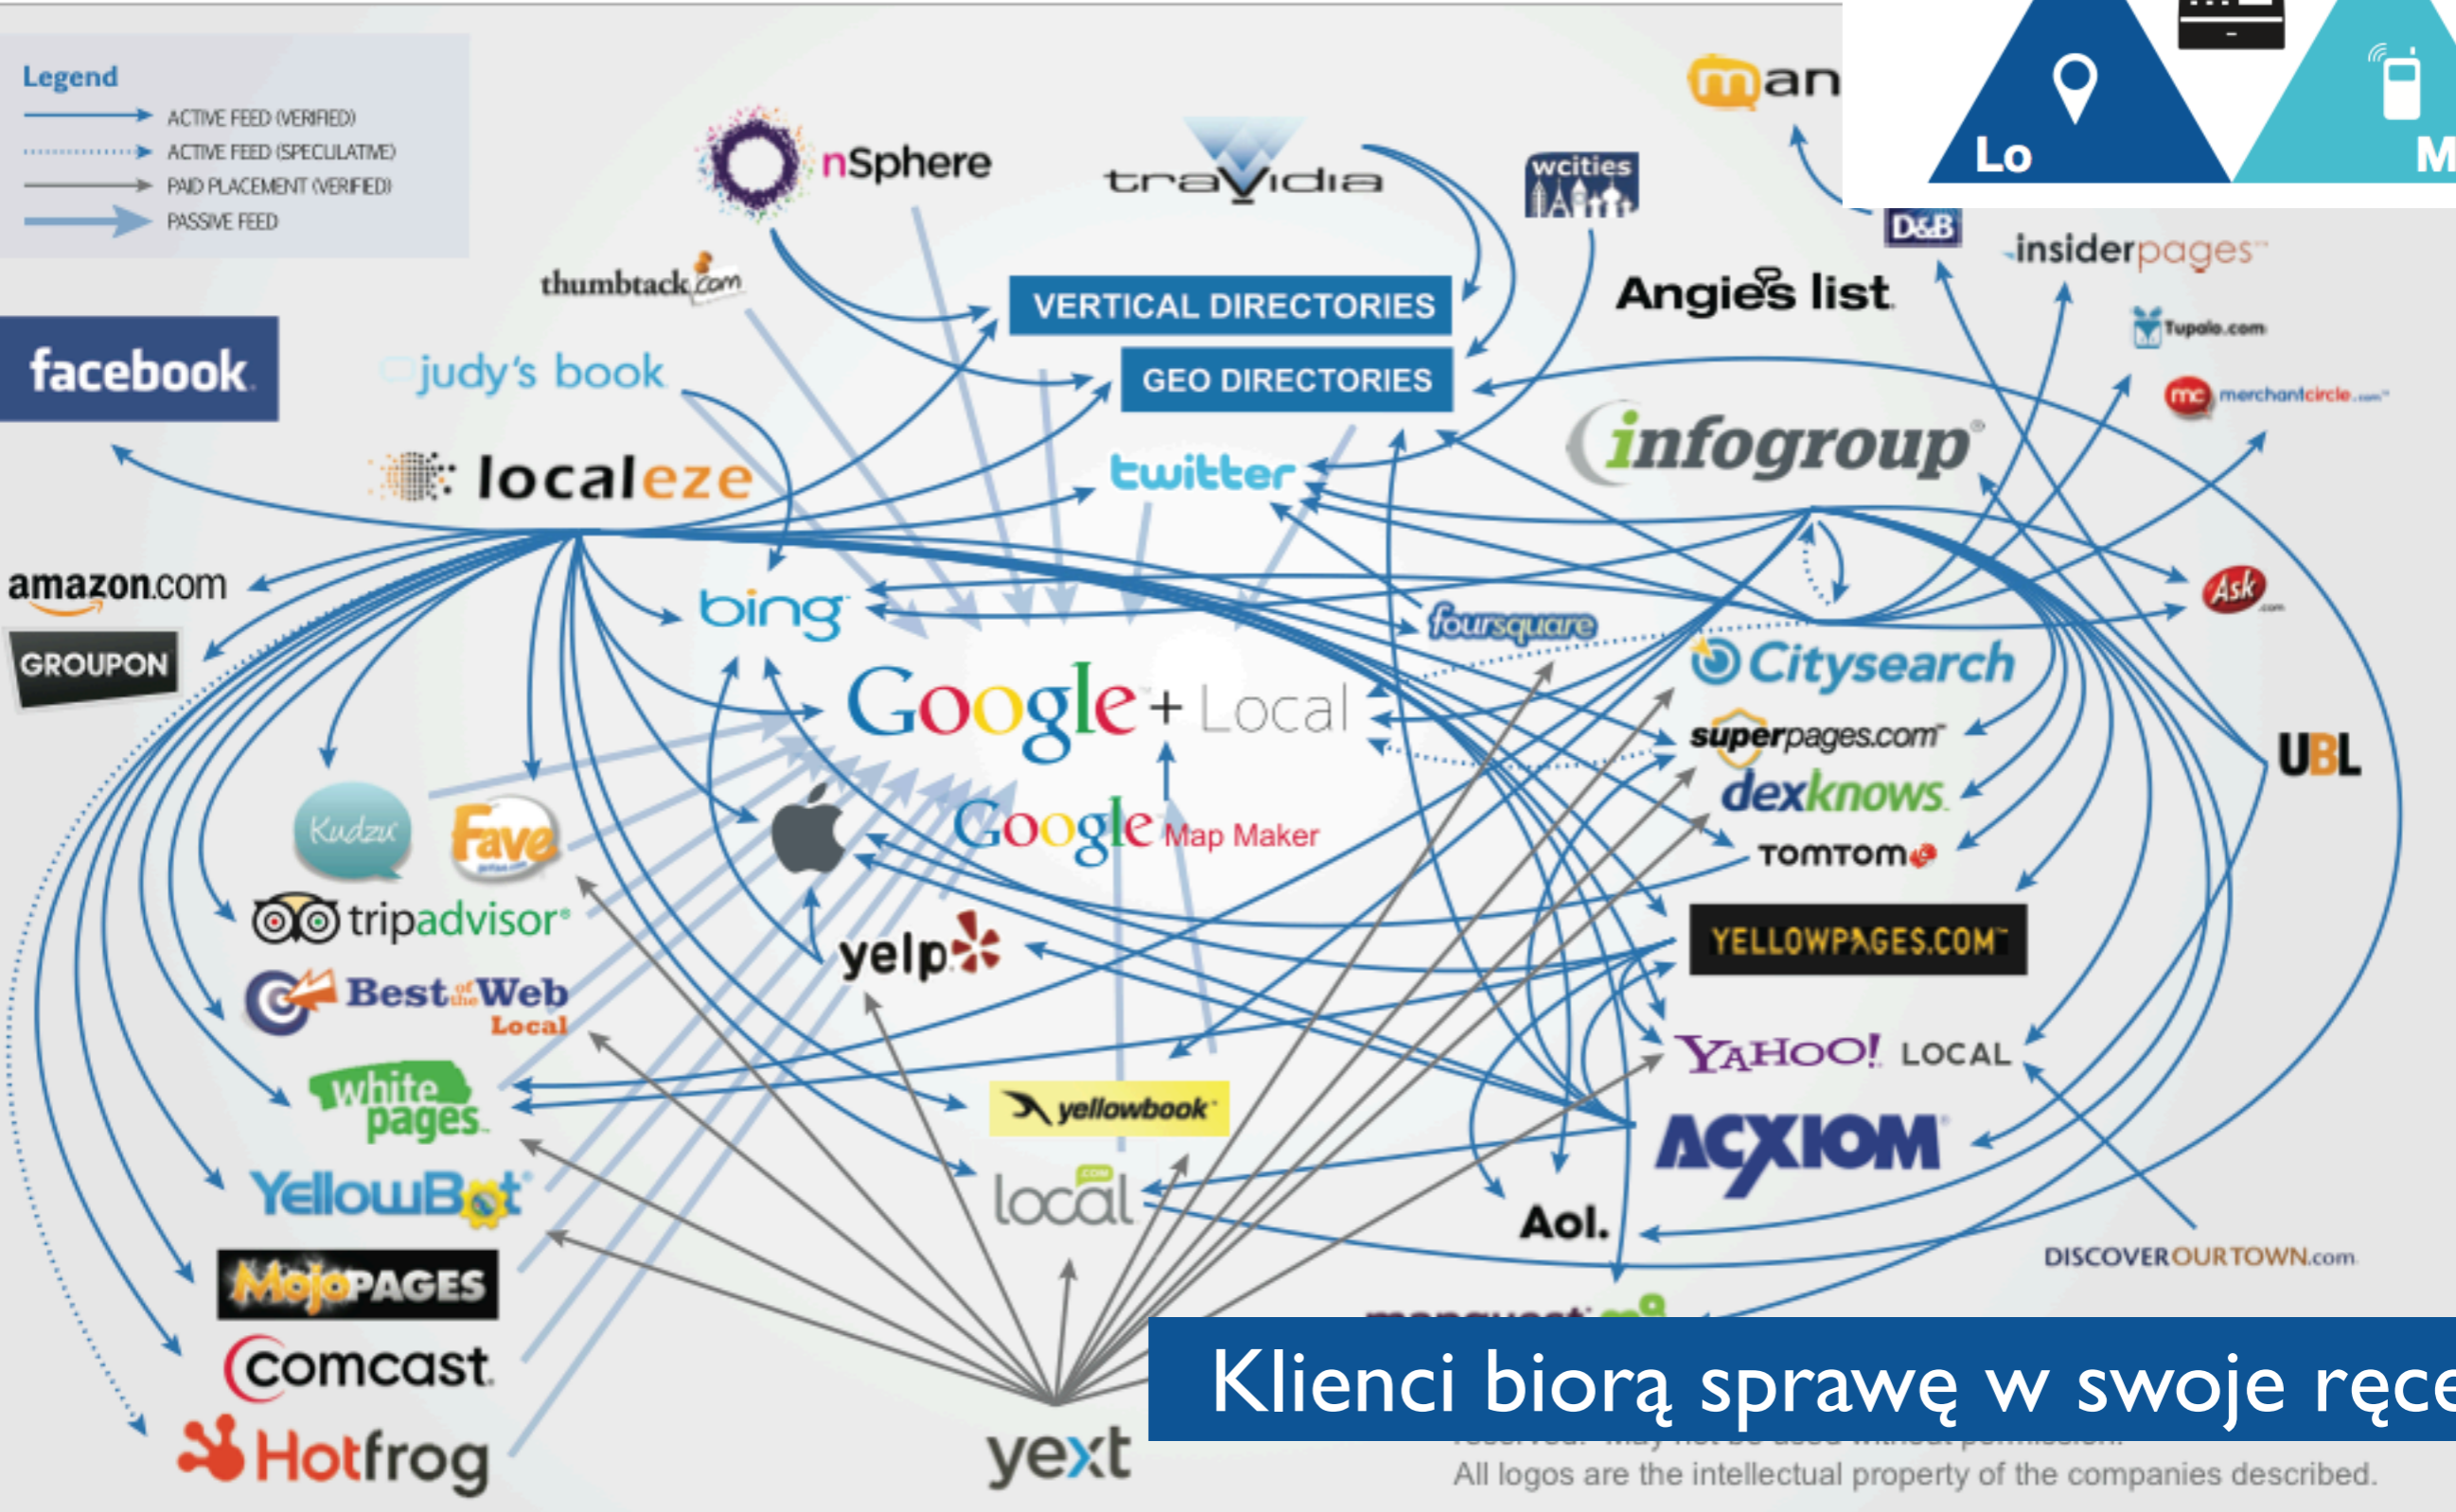 Legend
ACTIVE FEED (VERIFIED)
ACTIVE FEED (SPECULATIVE)
PAID PLACEMENT (VERIFIED)
PASSIVE FEED
nSphere
traVidia
wcities
man
Lo
M
D&B
insiderpages
thumbtack.com
VERTICAL DIRECTORIES
Angie's list
Tupalo.com
facebook
judy's book
GEO DIRECTORIES
mc merchantcircle.com
localeze
twitter
infogroup
amazon.com
bing
foursquare
Ask.com
GROUPON
Google + Local
Citysearch
superpages.com
UBL
Kudzu
Fave
Google Map Maker
dexknows
TOMTOM
tripadvisor
yelp
YELLOWPAGES.COM
Best of the Web
Local
YAHOO! LOCAL
white
pages
yellowbook
ACXIOM
YellowBot
local.COM
Aol.
MojoPAGES
DISCOVEROURTOWN.com
comcast
Klienci biorą sprawę w swoje ręce
Hotfrog
yext
All logos are the intellectual property of the companies described.